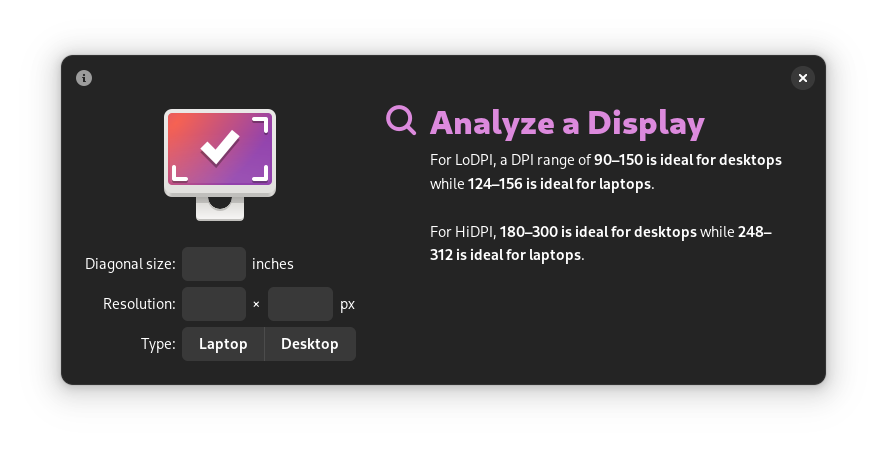 Analyze a Display
For LoDPI, a DPI range of 90–150 is ideal for desktops
while 124–156 is ideal for laptops.
For HiDPI, 180–300 is ideal for desktops while 248–
312 is ideal for laptops.
Diagonal size: inches
Resolution: × px
Type: Laptop Desktop